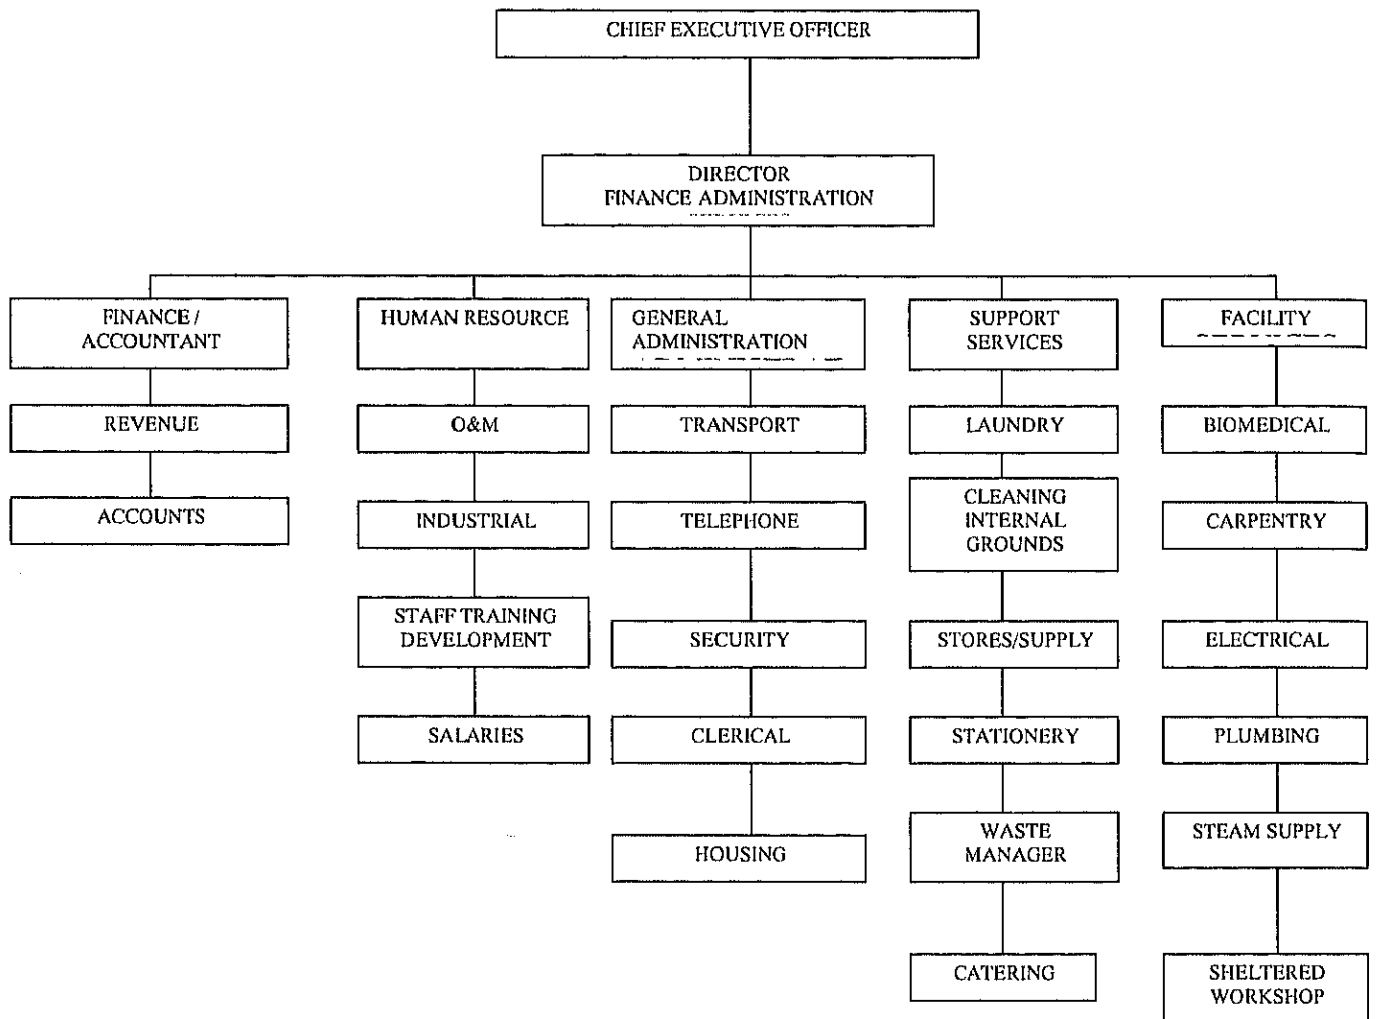 CHIEF EXECUTIVE OFFICER
DIRECTOR
FINANCE ADMINISTRATION
FINANCE /
ACCOUNTANT
HUMAN RESOURCE
GENERAL
ADMINISTRATION
SUPPORT
SERVICES
FACILITY
REVENUE
O&M
TRANSPORT
LAUNDRY
BIOMEDICAL
ACCOUNTS
INDUSTRIAL
TELEPHONE
CLEANING
INTERNAL
GROUNDS
CARPENTRY
STAFF TRAINING
DEVELOPMENT
SECURITY
STORES/SUPPLY
ELECTRICAL
SALARIES
CLERICAL
STATIONERY
PLUMBING
HOUSING
WASTE
MANAGER
STEAM SUPPLY
CATERING
SHELTERED
WORKSHOP